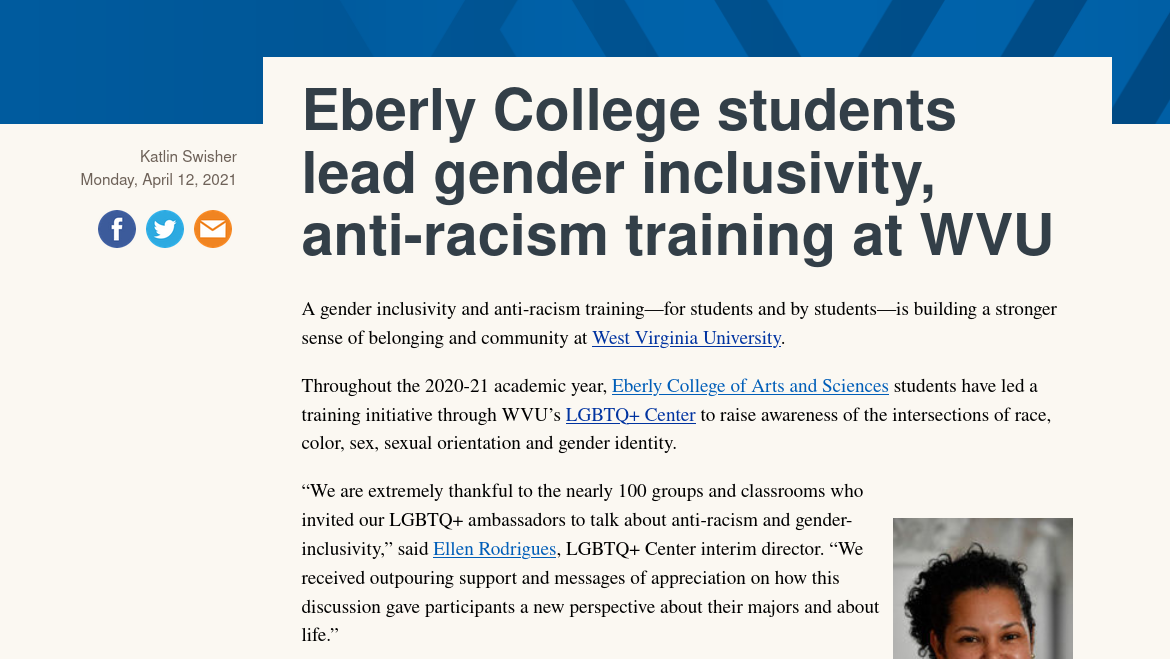 Eberly College students
lead gender inclusivity,
anti-racism training at WVU
Katlin Swisher
Monday, April 12, 2021
A gender inclusivity and anti-racism training—for students and by students—is building a stronger
sense of belonging and community at West Virginia University.
Throughout the 2020-21 academic year, Eberly College of Arts and Sciences students have led a
training initiative through WVU’s LGBTQ+ Center to raise awareness of the intersections of race,
color, sex, sexual orientation and gender identity.
“We are extremely thankful to the nearly 100 groups and classrooms who
invited our LGBTQ+ ambassadors to talk about anti-racism and gender-
inclusivity,” said Ellen Rodrigues, LGBTQ+ Center interim director. “We
received outpouring support and messages of appreciation on how this
discussion gave participants a new perspective about their majors and about
life.”